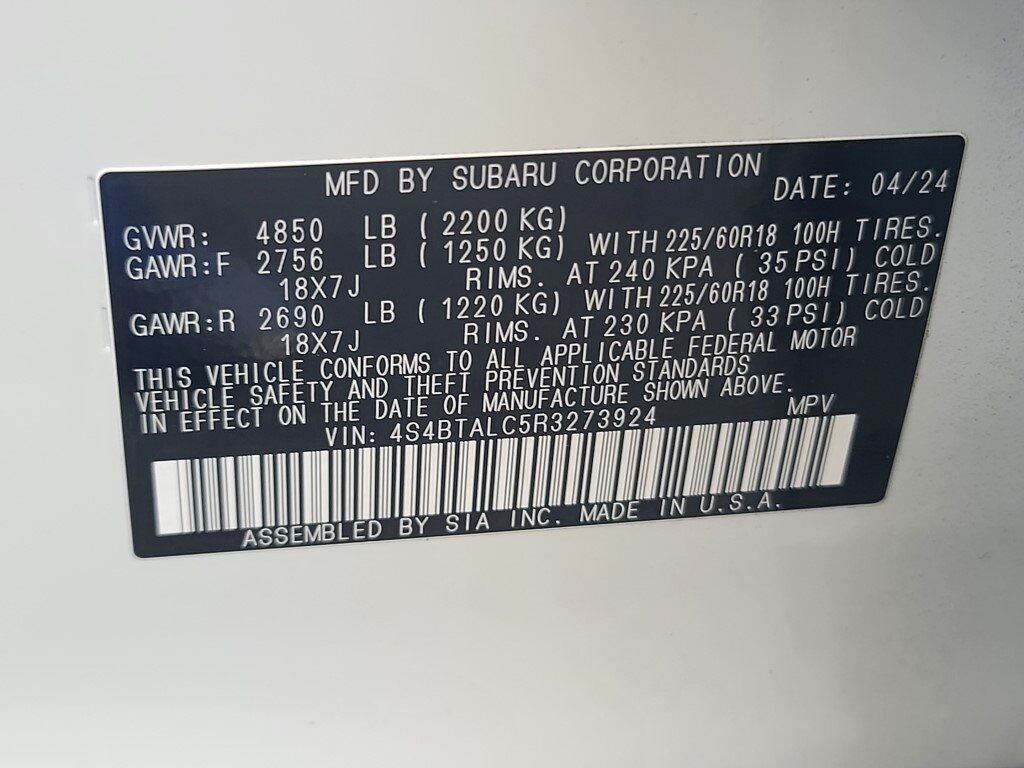 MFD BY SUBARU CORPORATION DATE: 04/24
GVWR: 4850 LB ( 2200 KG)
GAWR:F 2756 LB ( 1250 KG) WITH 225/60R18 100H TIRES.
18X7J RIMS. AT 240 KPA ( 35 PSI) COLD
GAWR:R 2690 LB ( 1220 KG) WITH 225/60R18 100H TIRES.
18X7J RIMS. AT 230 KPA ( 33 PSI) COLD
THIS VEHICLE CONFORMS TO ALL APPLICABLE FEDERAL MOTOR
VEHICLE SAFETY AND THEFT PREVENTION STANDARDS
IN EFFECT ON THE DATE OF MANUFACTURE SHOWN ABOVE.
VIN: 4S4BTALC5R3273924 MPV
ASSEMBLED BY SIA INC. MADE IN U.S.A.